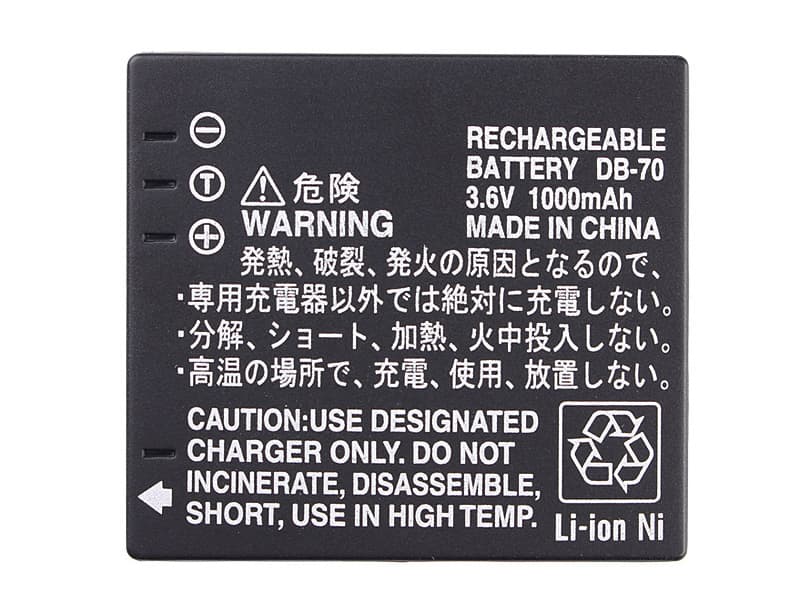 RECHARGEABLE
BATTERY DB-70
3.6V 1000mAh
MADE IN CHINA
T
危険
WARNING
発熱、破裂、発火の原因となるので、
・専用充電器以外では絶対に充電しない。
・分解、ショート、加熱、火中投入しない。
・高温の場所で、充電、使用、放置しない。
CAUTION:USE DESIGNATED
CHARGER ONLY. DO NOT
INCINERATE, DISASSEMBLE,
SHORT, USE IN HIGH TEMP.
Li-ion Ni